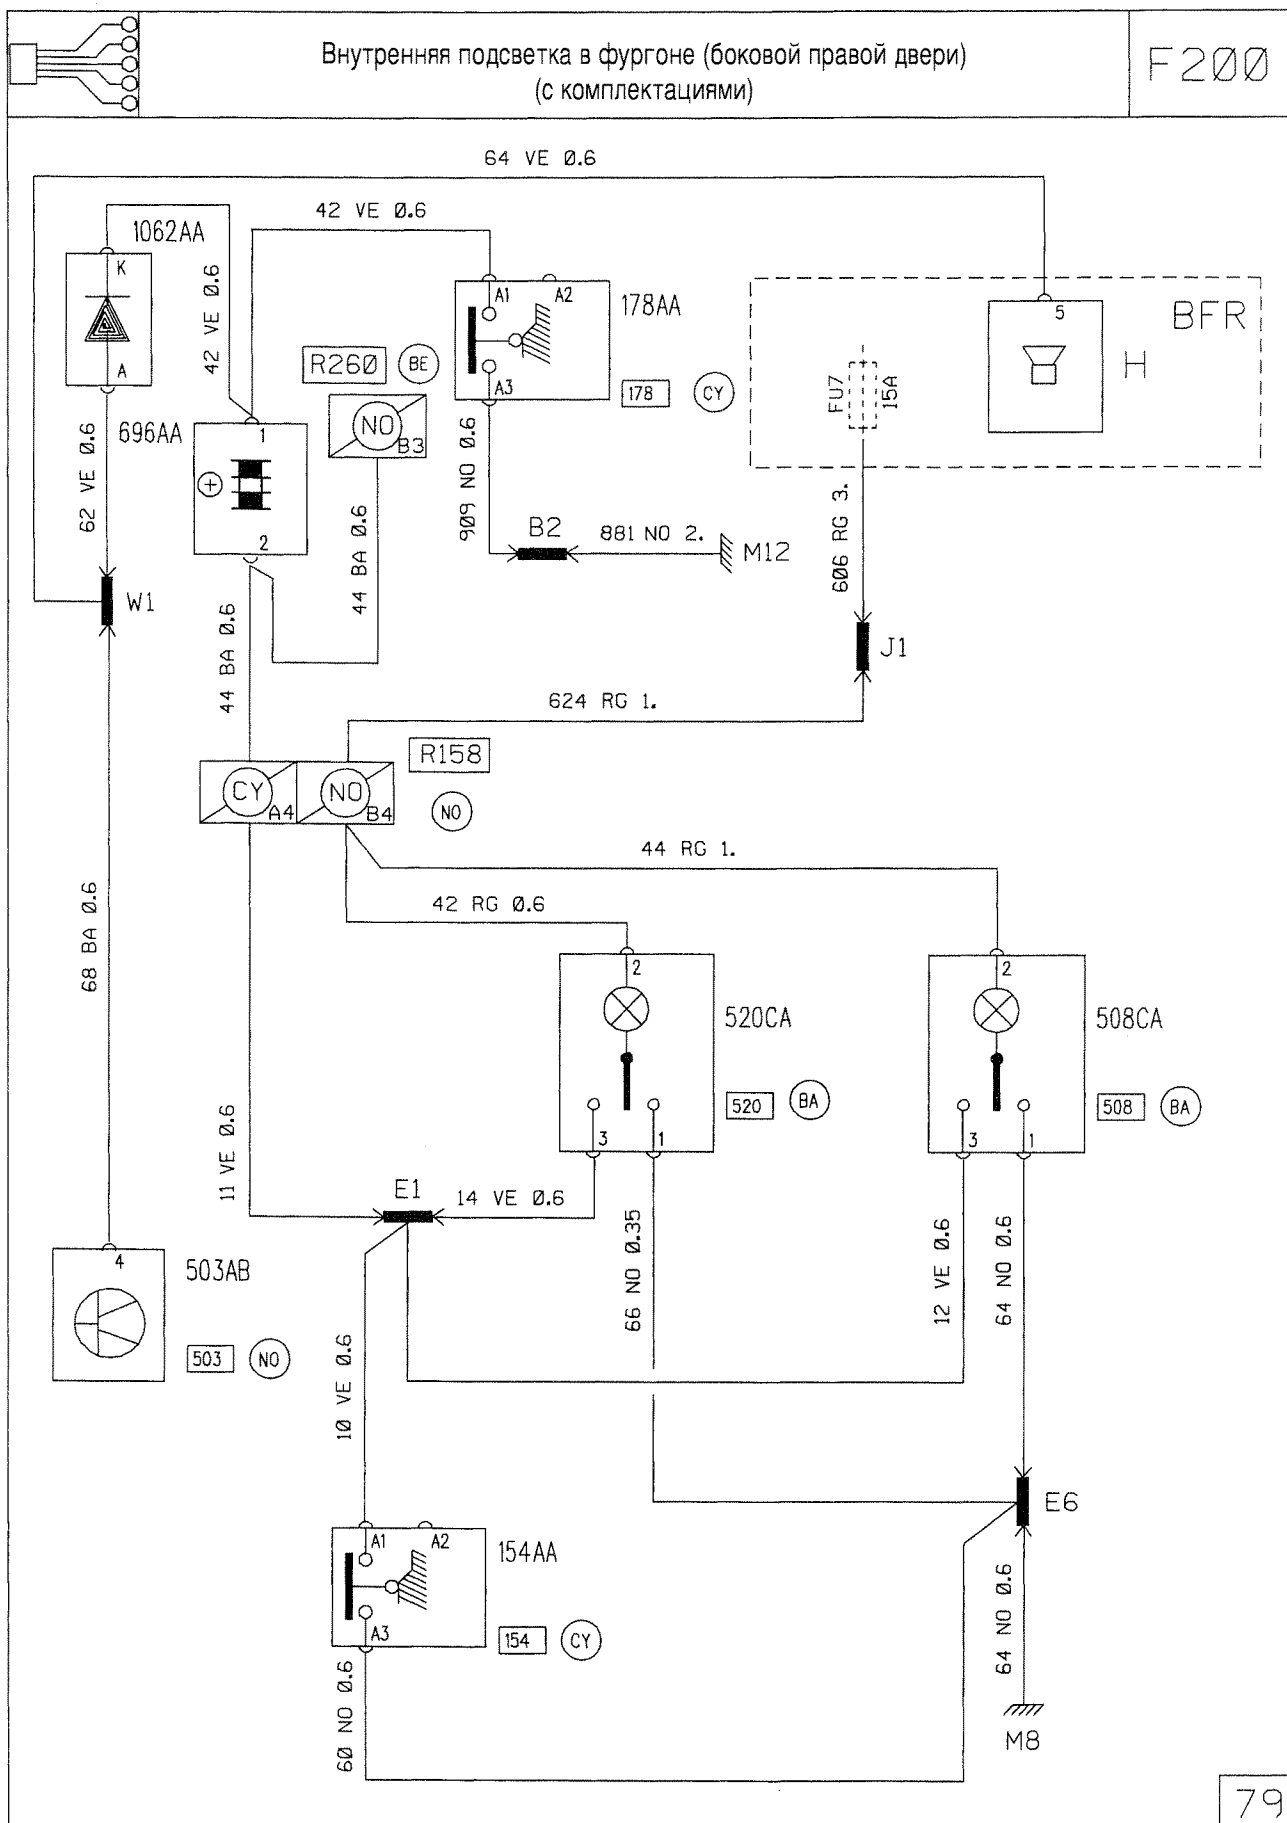 Внутренняя подсветка в фургоне (боковой правой двери)
(с комплектациями)
F200
64 VE 0.6
1062AA
K
A
42 VE 0.6
42 VE 0.6
A1
A2
A3
178AA
178
CY
R260
BE
NO
B3
BFR
5
H
FU7
15A
696AA
1
2
62 VE 0.6
W1
44 BA 0.6
44 BA 0.6
909 NO 0.6
B2
881 NO 2.
M12
606 RG 3.
J1
624 RG 1.
R158
CY
A4
NO
B4
NO
44 RG 1.
42 RG 0.6
68 BA 0.6
2
520CA
520
BA
3
1
2
508CA
508
BA
3
1
11 VE 0.6
E1
14 VE 0.6
66 NO 0.35
12 VE 0.6
64 NO 0.6
4
503AB
503
NO
10 VE 0.6
E6
A1
A2
A3
154AA
154
CY
60 NO 0.6
64 NO 0.6
M8
79